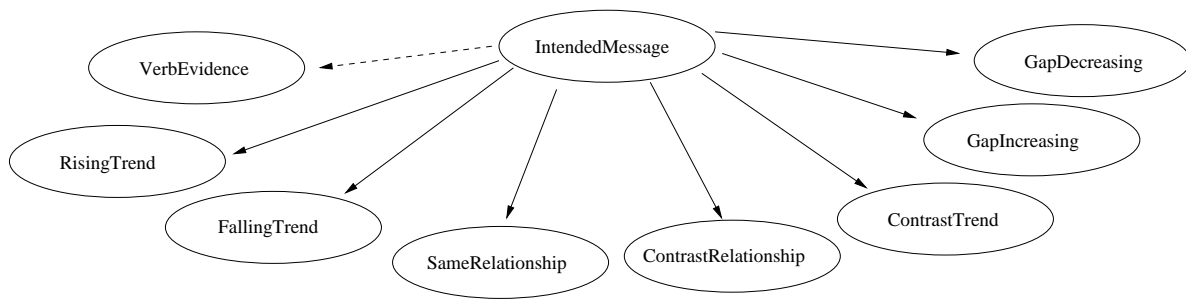 IntendedMessage
VerbEvidence
GapDecreasing
RisingTrend
GapIncreasing
FallingTrend
ContrastTrend
SameRelationship
ContrastRelationship